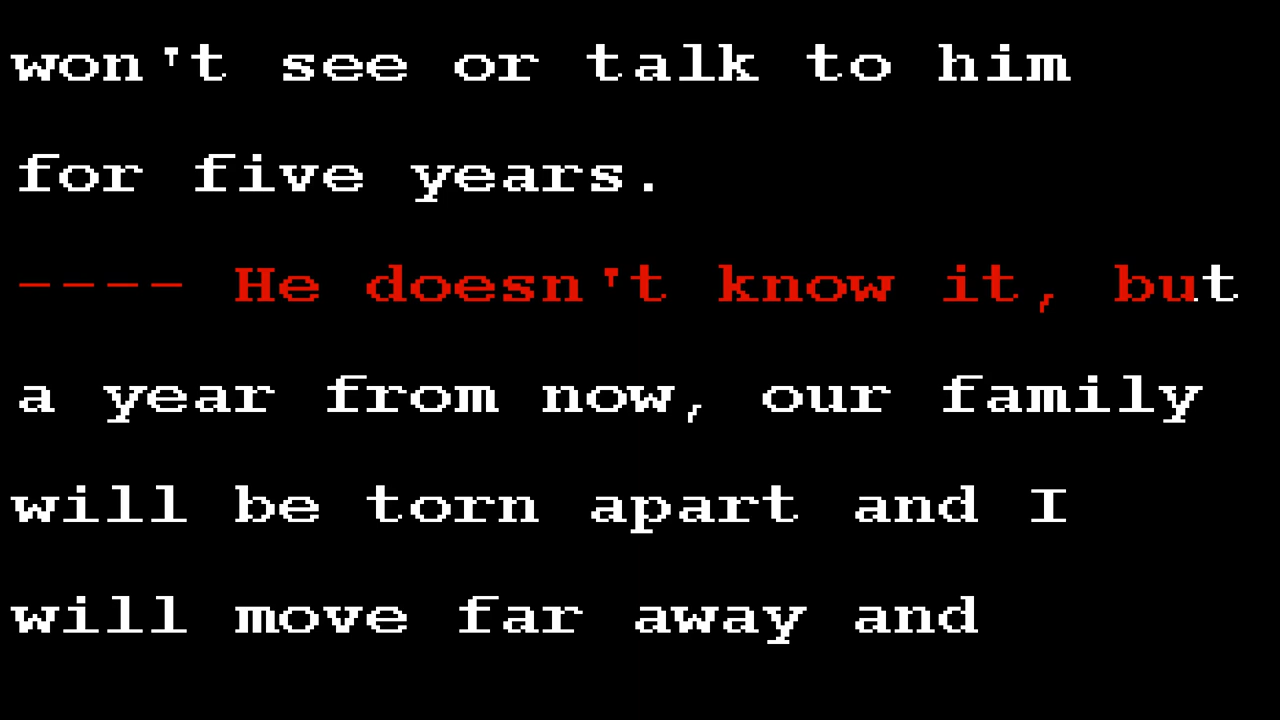 won't see or talk to him
for five years.
---- He doesn't know it, but
a year from now, our family
will be torn apart and I
will move far away and